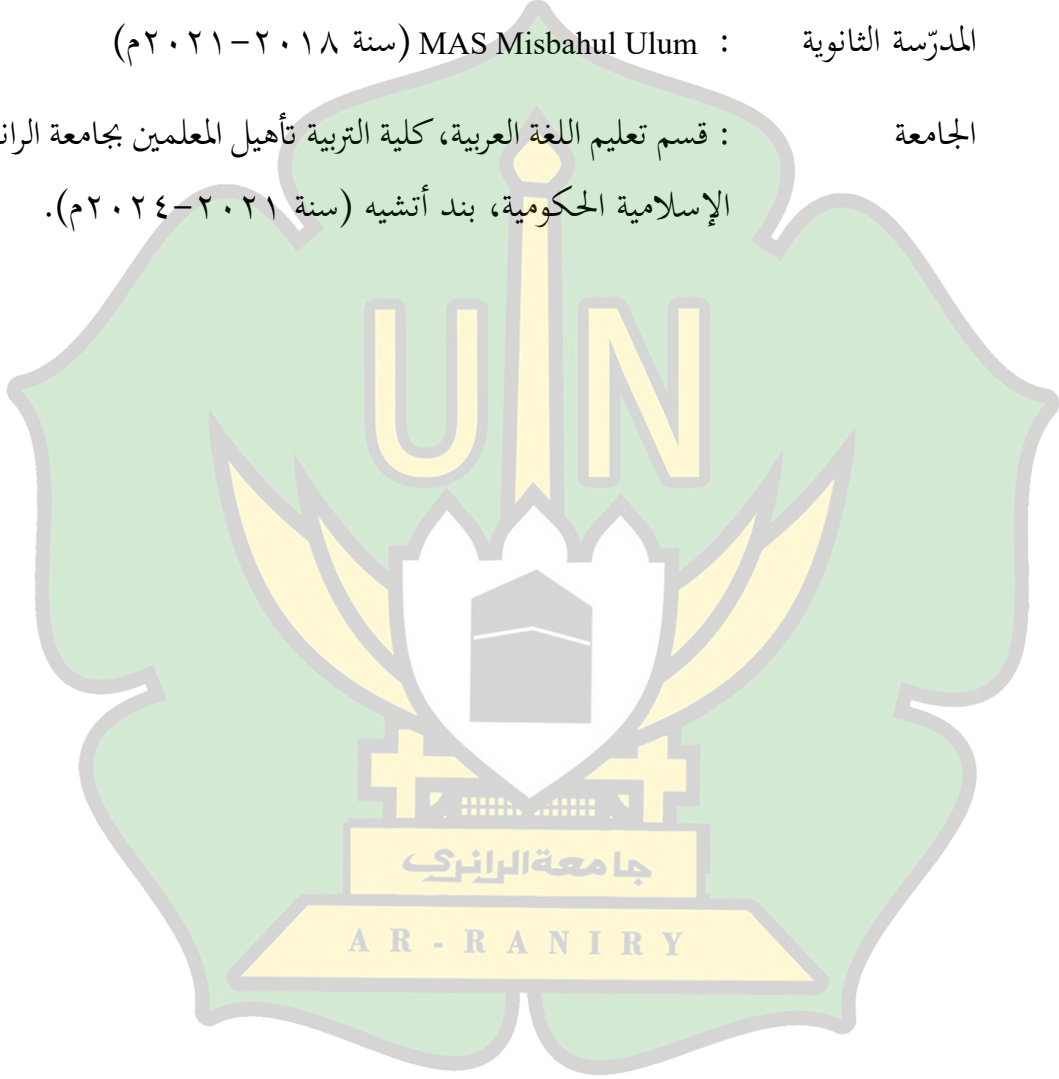 المدرّسة الثانوية : MAS Misbahul Ulum (سنة ٢٠١٨-٢٠٢١م)
الجامعة : قسم تعليم اللغة العربية، كلية التربية تأهيل المعلمين بجامعة
الإسلامية الحكومية، بند أتشيه (سنة ٢٠٢١-٢٠٢٤م).
UIN
جامعة الرانري
AR-RANIRY